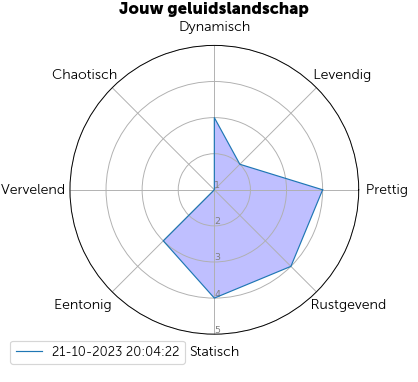 Jouw geluidslandschap
Dynamisch
Chaotisch
Levendig
Vervelend
Prettig
Eentonig
Rustgevend
Statisch
1
2
3
4
5
21-10-2023 20:04:22